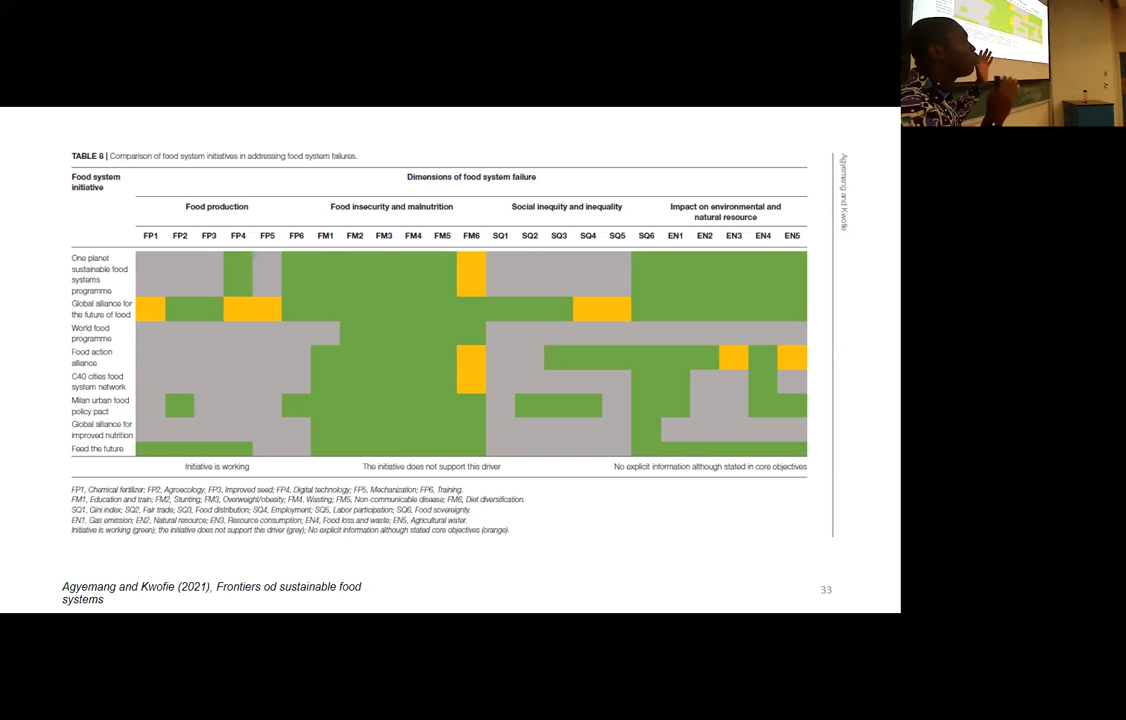 TABLE 8 | Comparison of food system initiatives in addressing food system failures.
Food system
initiative
Dimensions of food system failure
Food production
Food insecurity and malnutrition
Social inequity and inequality
Impact on environmental and
natural resource
FP1 FP2 FP3 FP4 FP5 FP6 FM1 FM2 FM3 FM4 FM5 FM6 SQ1 SQ2 SQ3 SQ4 SQ5 SQ6 EN1 EN2 EN3 EN4 EN5
One planet
sustainable food
systems
programme
Global alliance for
the future of food
World food
programme
Food action
alliance
C40 cities food
system network
Milan urban food
policy pact
Global alliance for
improved nutrition
Feed the future
Initiative is working
The initiative does not support this driver
No explicit information although stated in core objectives
FP1, Chemical fertilizer; FP2, Agroecology; FP3, Improved seed; FP4, Digital technology; FP5, Mechanization; FP6, Training.
FM1, Education and train; FM2, Stunting; FM3, Overweight/obesity; FM4, Wasting; FM5, Non-communicable disease; FM6, Diet diversification.
SQ1, Gini index; SQ2, Fair trade; SQ3, Food distribution; SQ4, Employment; SQ5, Labor participation; SQ6, Food sovereignty.
EN1, Gas emission; EN2, Natural resource; EN3, Resource consumption; EN4, Food loss and waste; EN5, Agricultural water.
Initiative is working (green); the initiative does not support this driver (grey); No explicit information although stated core objectives (orange).
Agyemang and Kwofie
Agyemang and Kwofie (2021), Frontiers od sustainable food
systems
33